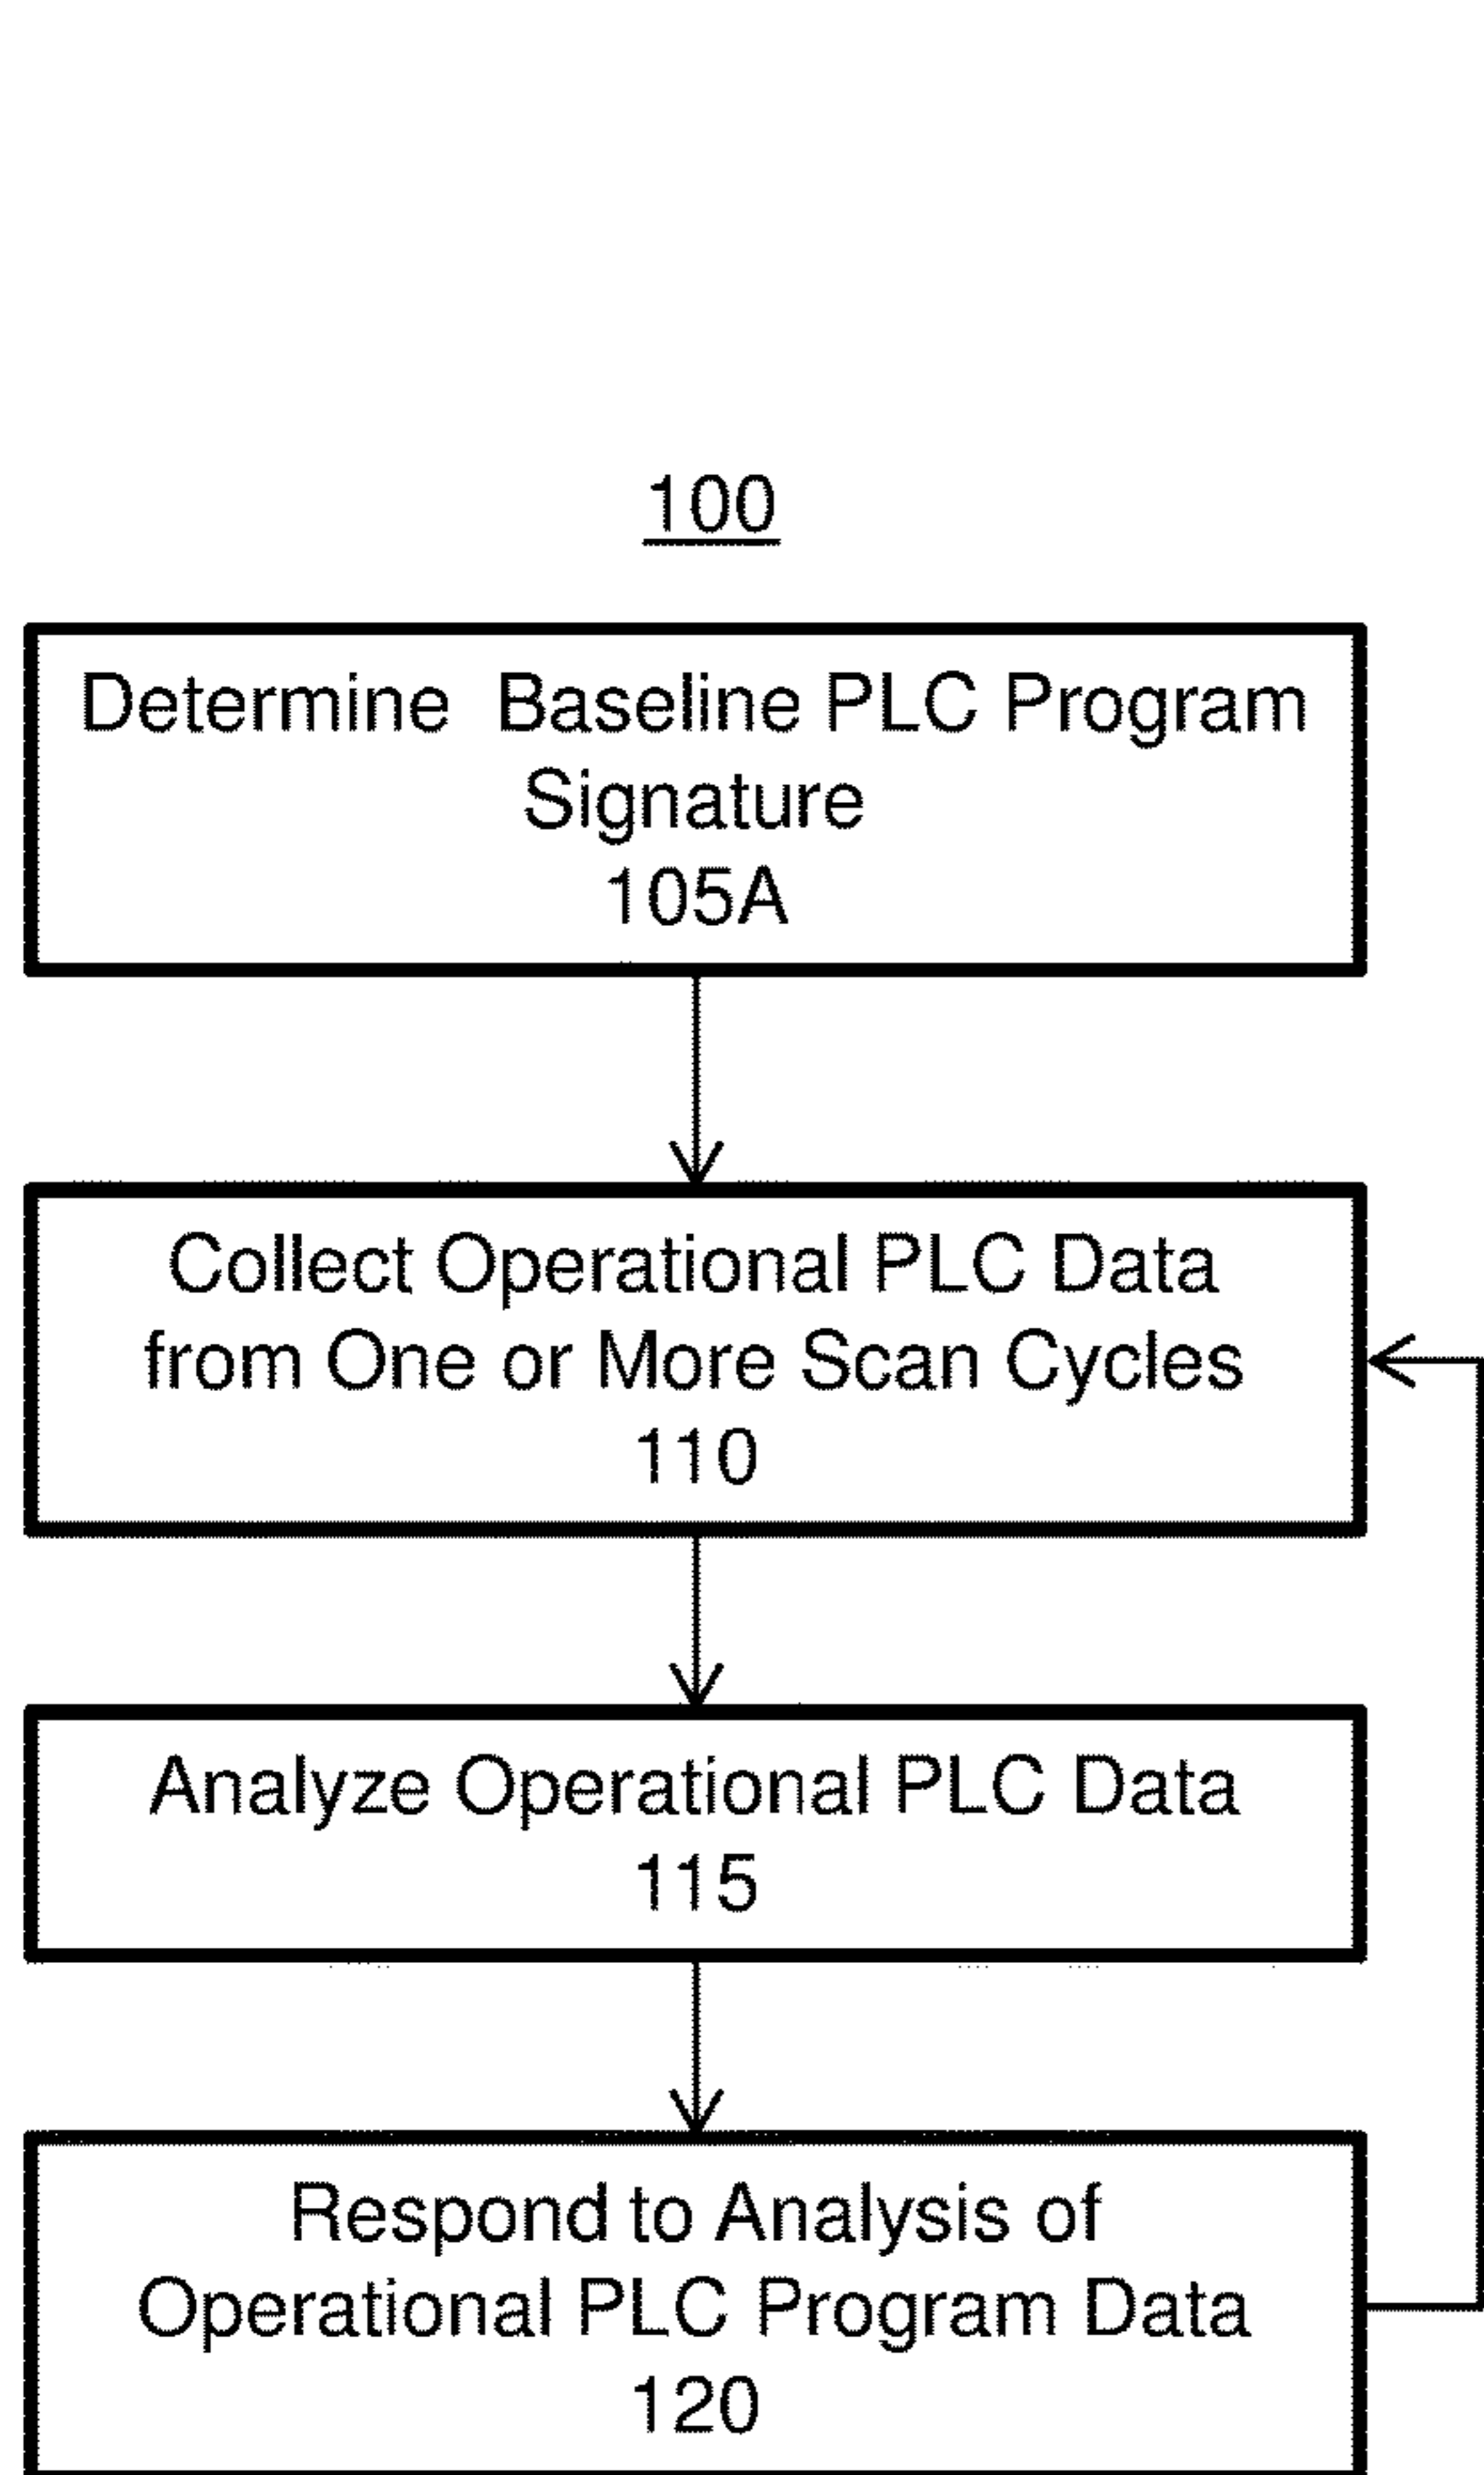 100
Determine Baseline PLC Program
Signature
105A
Collect Operational PLC Data
from One or More Scan Cycles
110
Analyze Operational PLC Data
115
Respond to Analysis of
Operational PLC Program Data
120